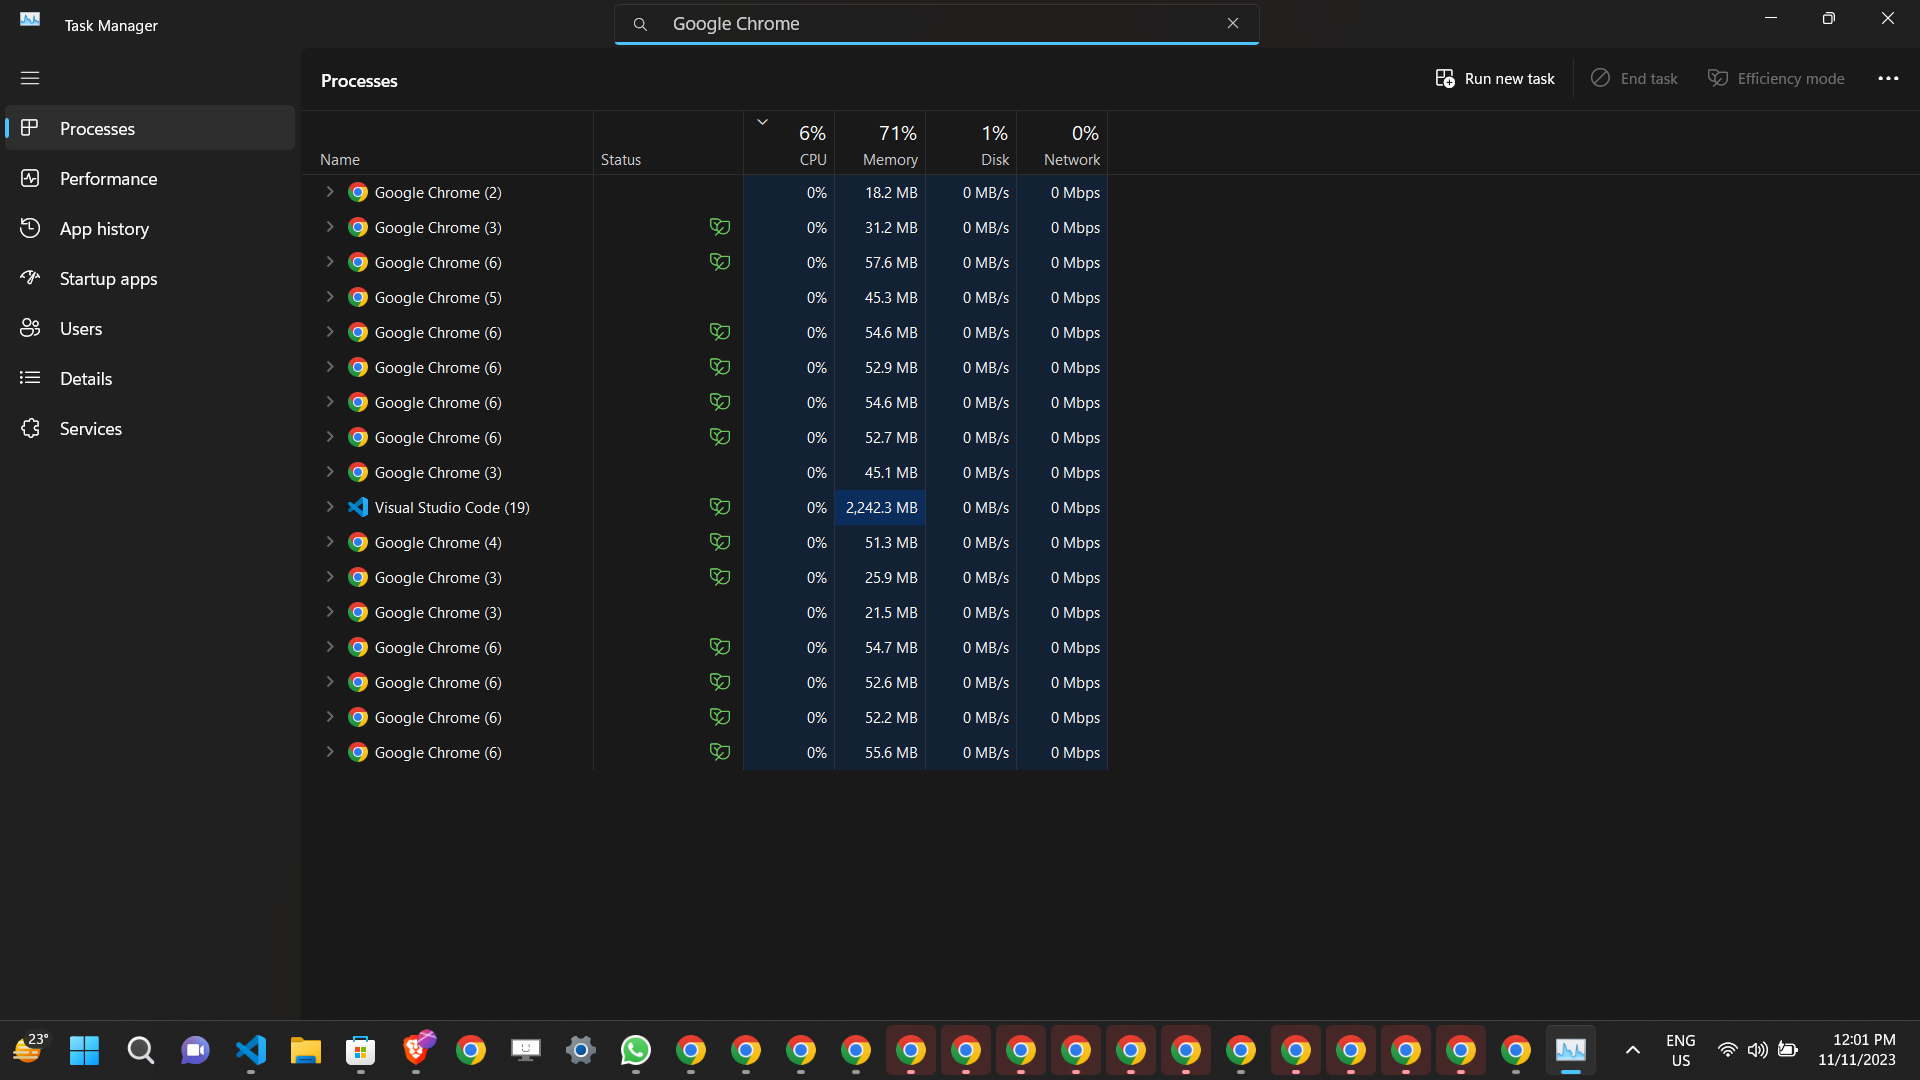 Task Manager
Google Chrome
Processes
Run new task
End task
Efficiency mode
Processes
Performance
App history
Startup apps
Users
Details
Services
6% 71% 1% 0%
Name Status CPU Memory Disk Network
Google Chrome (2) 0% 18.2 MB 0 MB/s 0 Mbps
Google Chrome (3) 0% 31.2 MB 0 MB/s 0 Mbps
Google Chrome (6) 0% 57.6 MB 0 MB/s 0 Mbps
Google Chrome (5) 0% 45.3 MB 0 MB/s 0 Mbps
Google Chrome (6) 0% 54.6 MB 0 MB/s 0 Mbps
Google Chrome (6) 0% 52.9 MB 0 MB/s 0 Mbps
Google Chrome (6) 0% 54.6 MB 0 MB/s 0 Mbps
Google Chrome (6) 0% 52.7 MB 0 MB/s 0 Mbps
Google Chrome (3) 0% 45.1 MB 0 MB/s 0 Mbps
Visual Studio Code (19) 0% 2,242.3 MB 0 MB/s 0 Mbps
Google Chrome (4) 0% 51.3 MB 0 MB/s 0 Mbps
Google Chrome (3) 0% 25.9 MB 0 MB/s 0 Mbps
Google Chrome (3) 0% 21.5 MB 0 MB/s 0 Mbps
Google Chrome (6) 0% 54.7 MB 0 MB/s 0 Mbps
Google Chrome (6) 0% 52.6 MB 0 MB/s 0 Mbps
Google Chrome (6) 0% 52.2 MB 0 MB/s 0 Mbps
Google Chrome (6) 0% 55.6 MB 0 MB/s 0 Mbps
23°
ENG
US
12:01 PM
11/11/2023